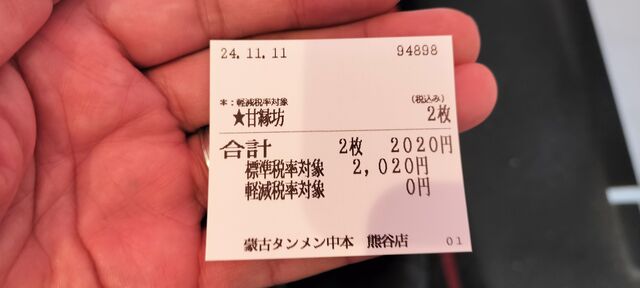 24.11.11 94898
*:軽減税率対象 (税込み)
★甘縁坊 2枚
合計 2枚 2020円
標準税率対象 2,020円
軽減税率対象 0円
蒙古タンメン中本 熊谷店 01